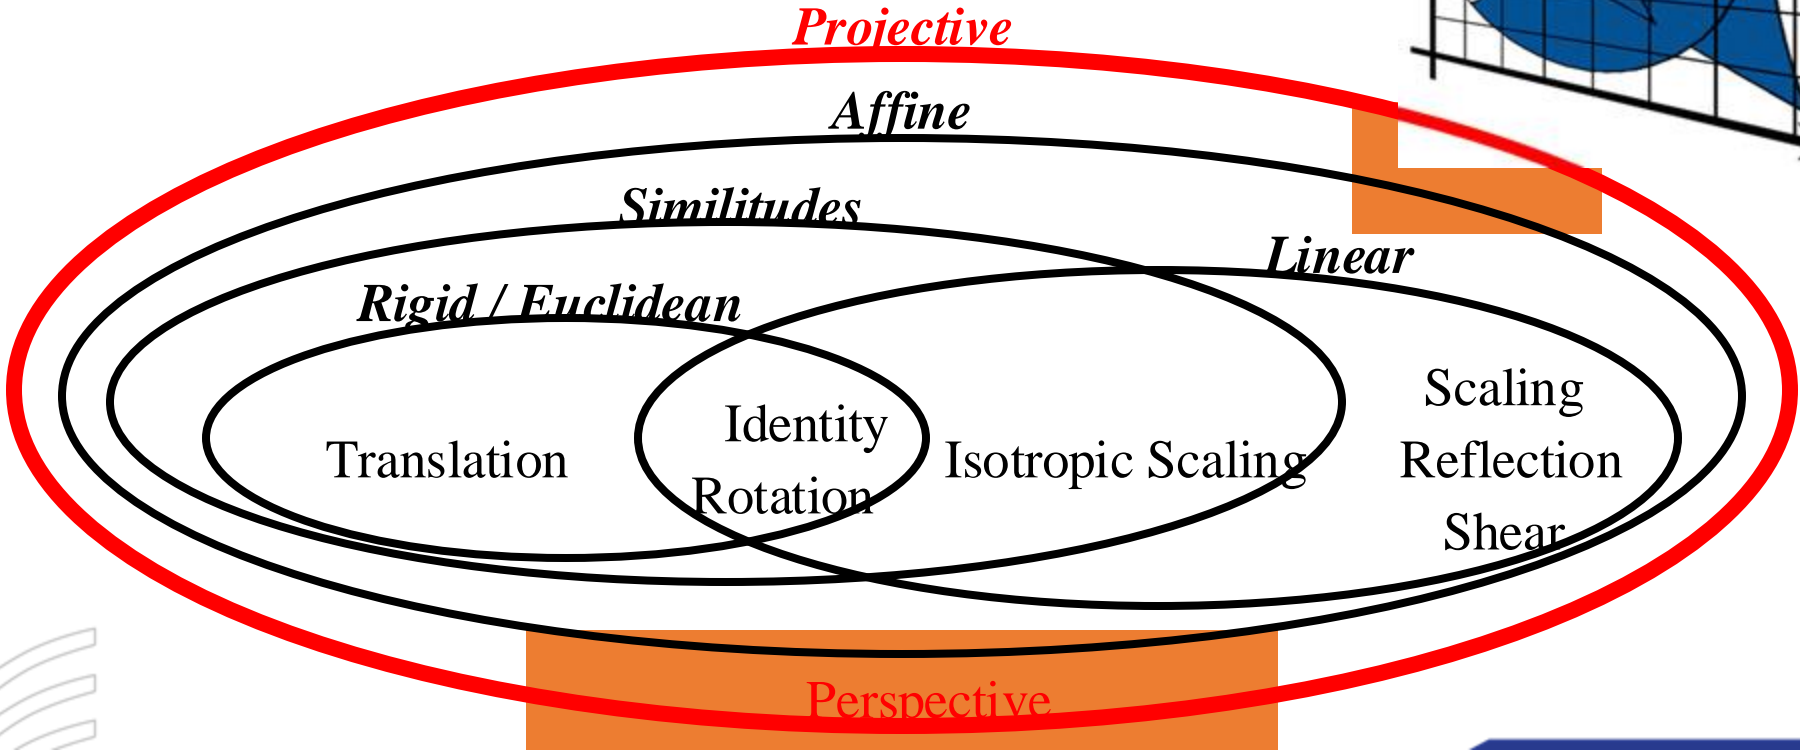 Projective
Affine
Similitudes
Linear
Rigid / Euclidean
Scaling
Identity
Translation
Isotropic Scaling
Reflection
Rotation
Shear
Perspective